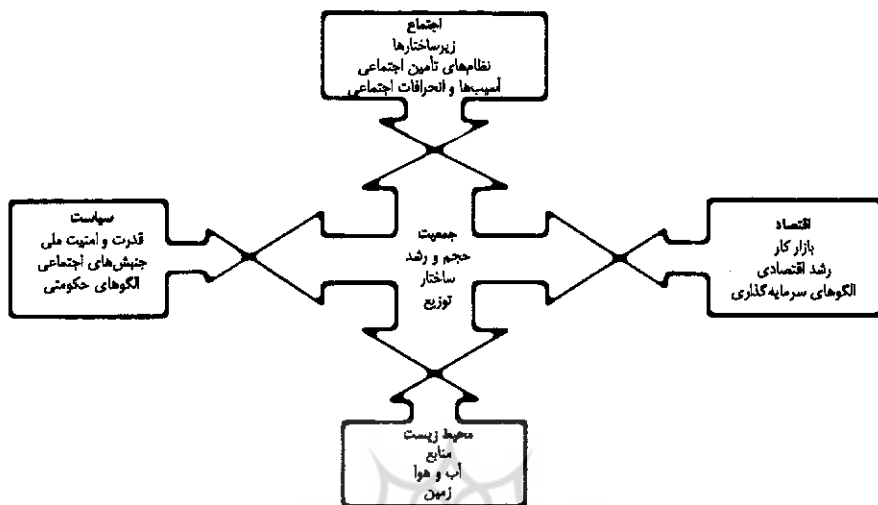 اجتماع
زیرساختارها
نظام‌های تأمین اجتماعی
آسیب‌ها و انحرافات اجتماعی
اقتصاد
بازار کار
رشد اقتصادی
الگوهای سرمایه‌گذاری
جمعیت
حجم و رشد
ساختار
توزیع
سیاست
قدرت و امنیت ملی
جنبش‌های اجتماعی
الگوهای حکومتی
محیط زیست
منابع
آب و هوا
زمین